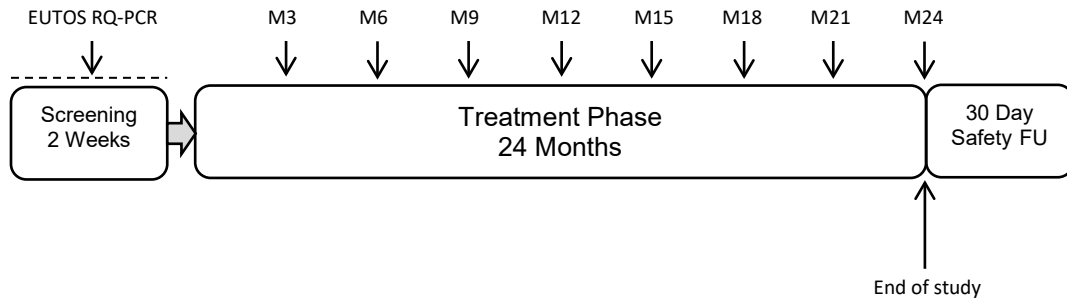 EUTOS RQ-PCR
M3 M6 M9 M12 M15 M18 M21 M24
Screening
2 Weeks
Treatment Phase
24 Months
30 Day
Safety FU
End of study